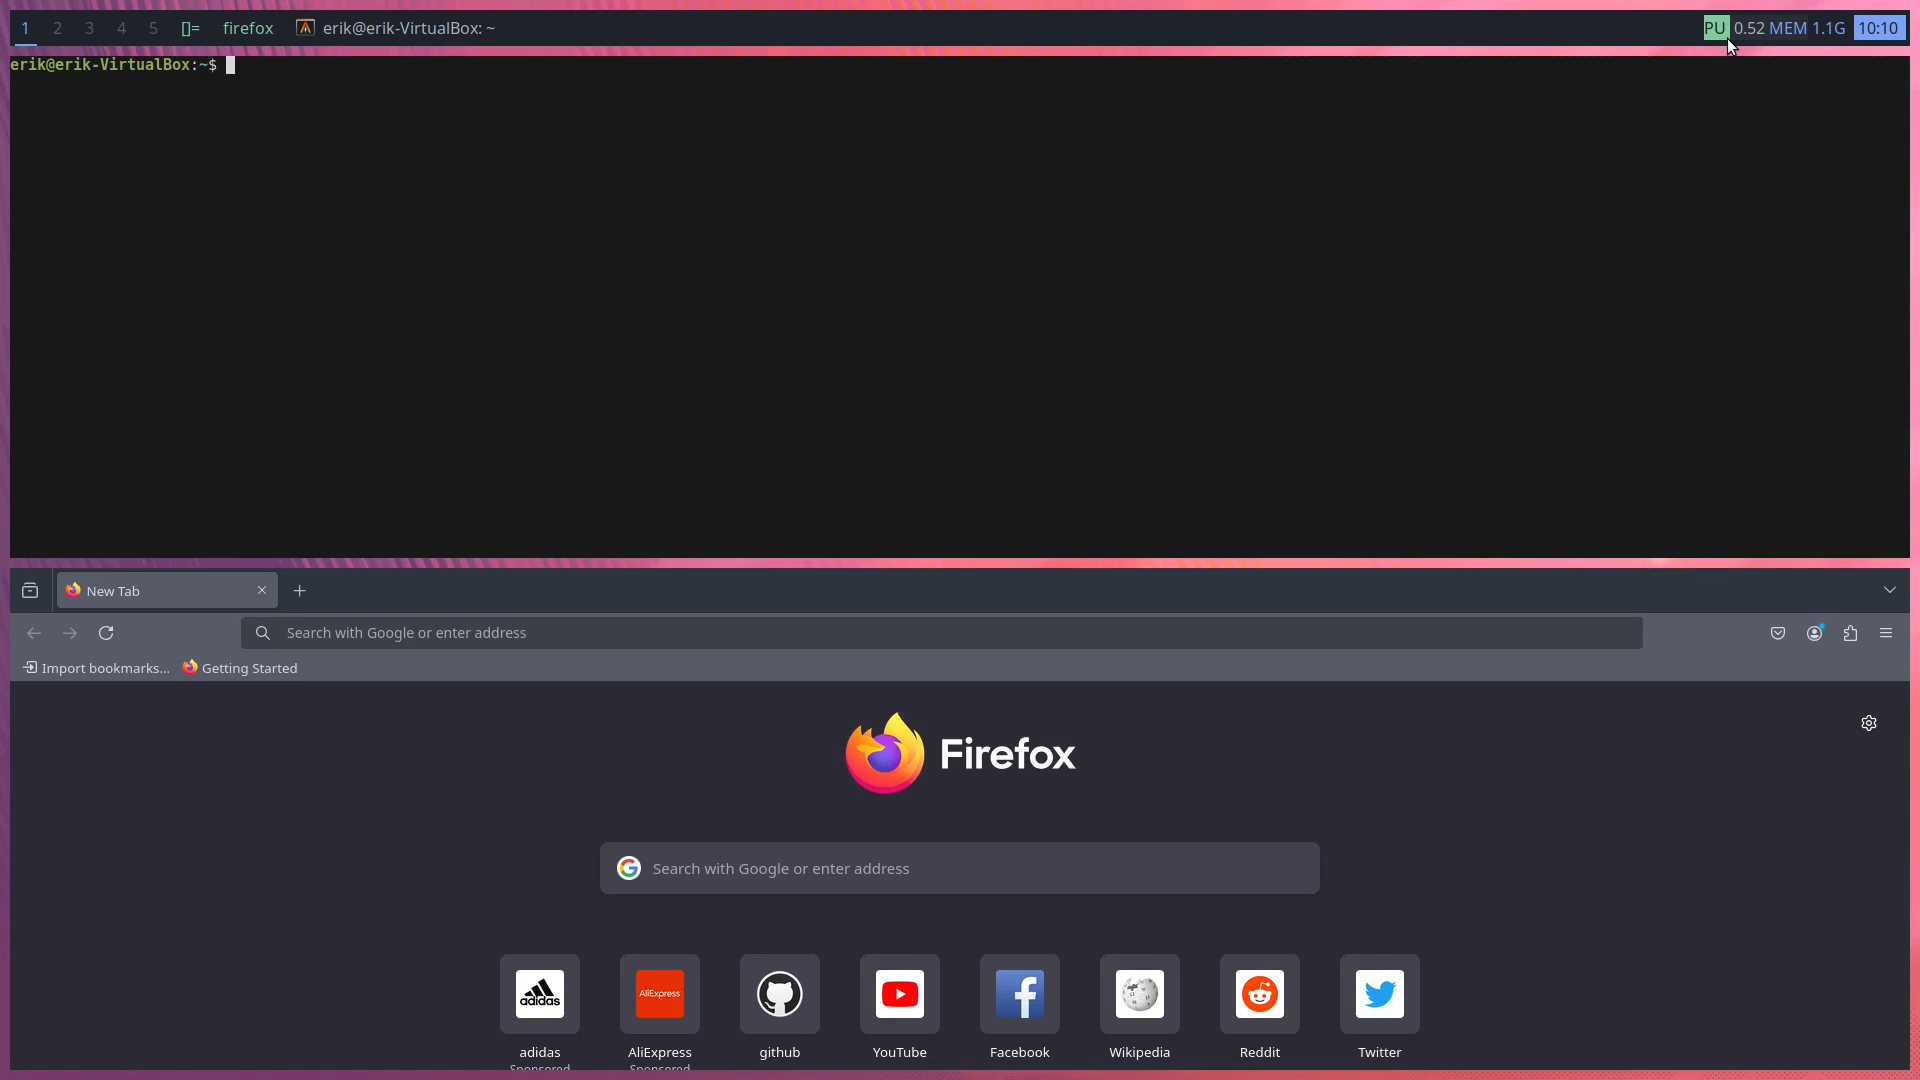 1 2 3 4 5 []= firefox erik@erik-VirtualBox: ~ PU 0.52 MEM 1.1G 10:10
erik@erik-VirtualBox:~$
New Tab
Search with Google or enter address
Import bookmarks... Getting Started
Firefox
Search with Google or enter address
adidas AliExpress
adidas AliExpress github YouTube Facebook Wikipedia Reddit Twitter
Sponsored Sponsored